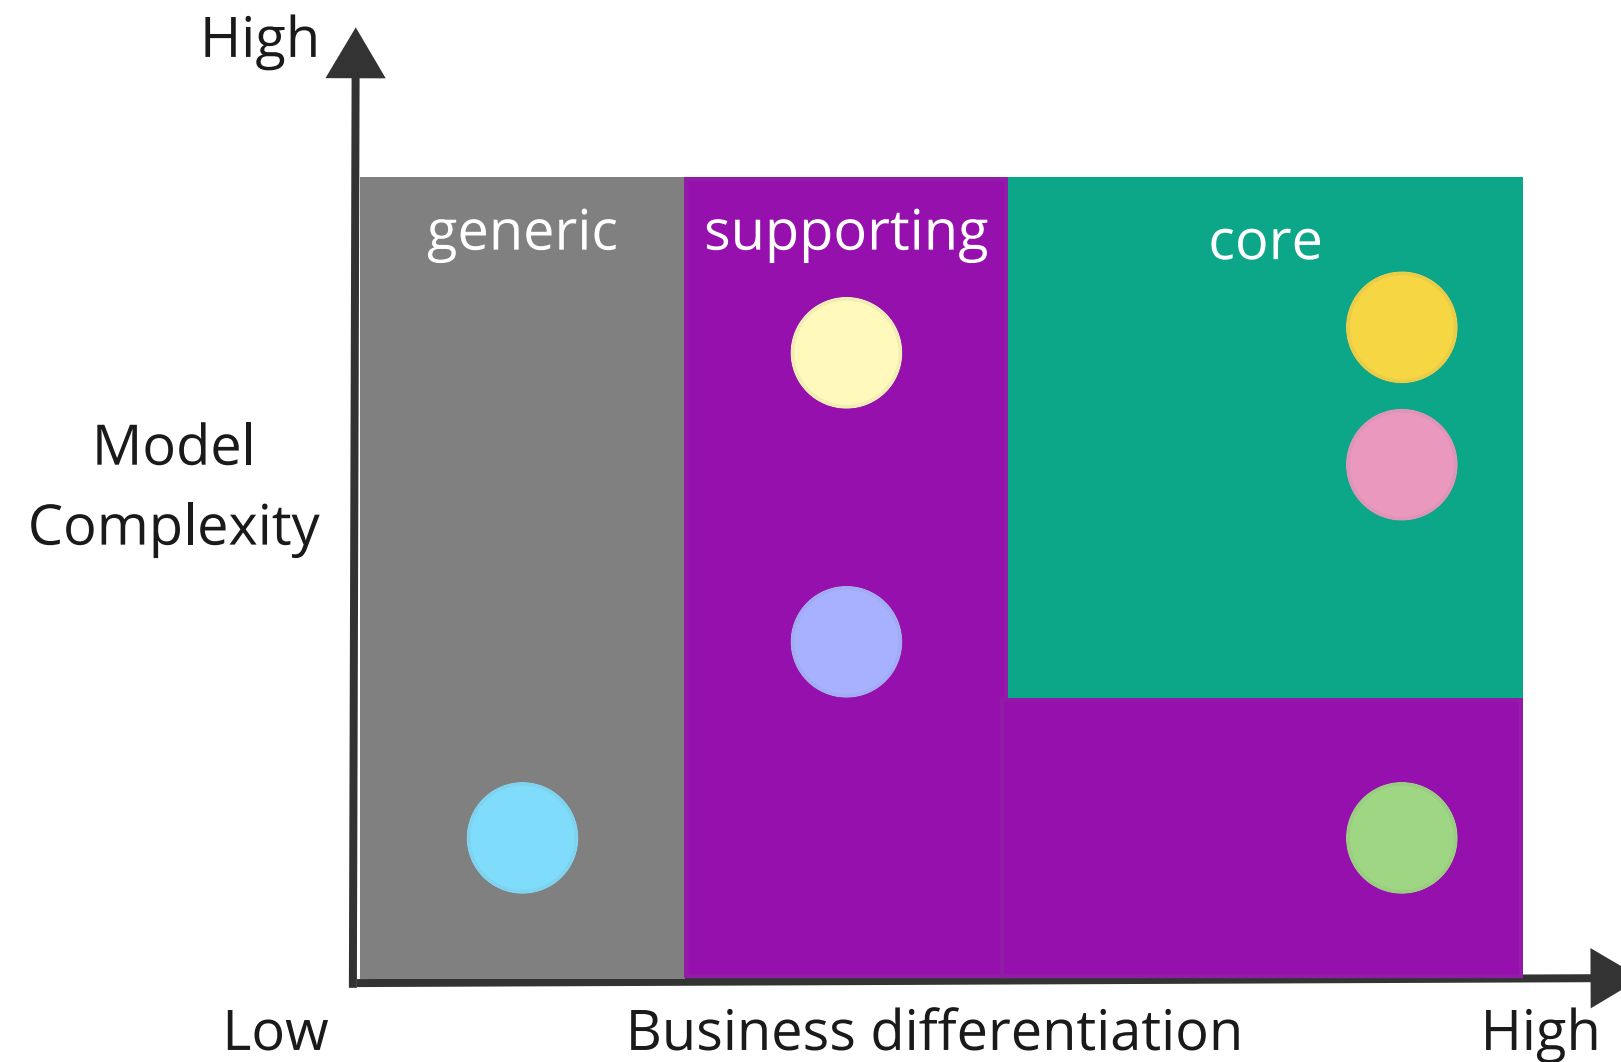 High
generic
supporting
core
Model
Complexity
Low
Business differentiation
High